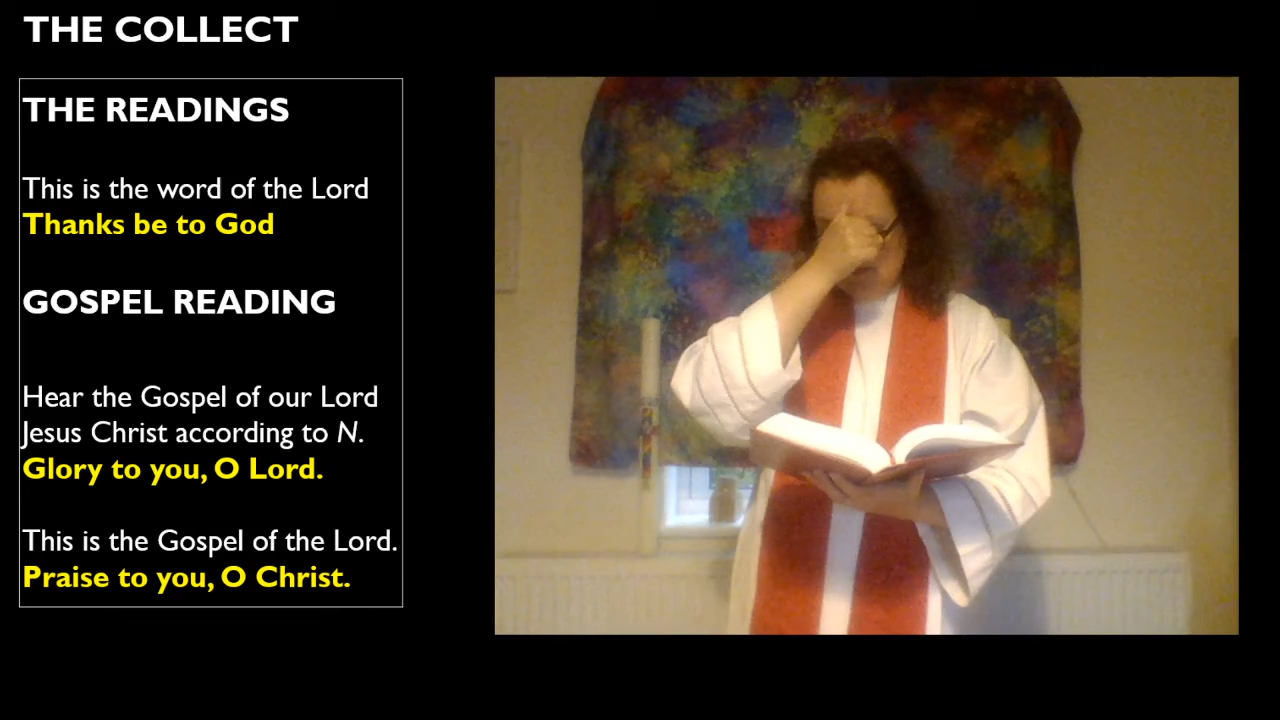 THE COLLECT
THE READINGS
This is the word of the Lord
Thanks be to God
GOSPEL READING
Hear the Gospel of our Lord
Jesus Christ according to N.
Glory to you, O Lord.
This is the Gospel of the Lord.
Praise to you, O Christ.